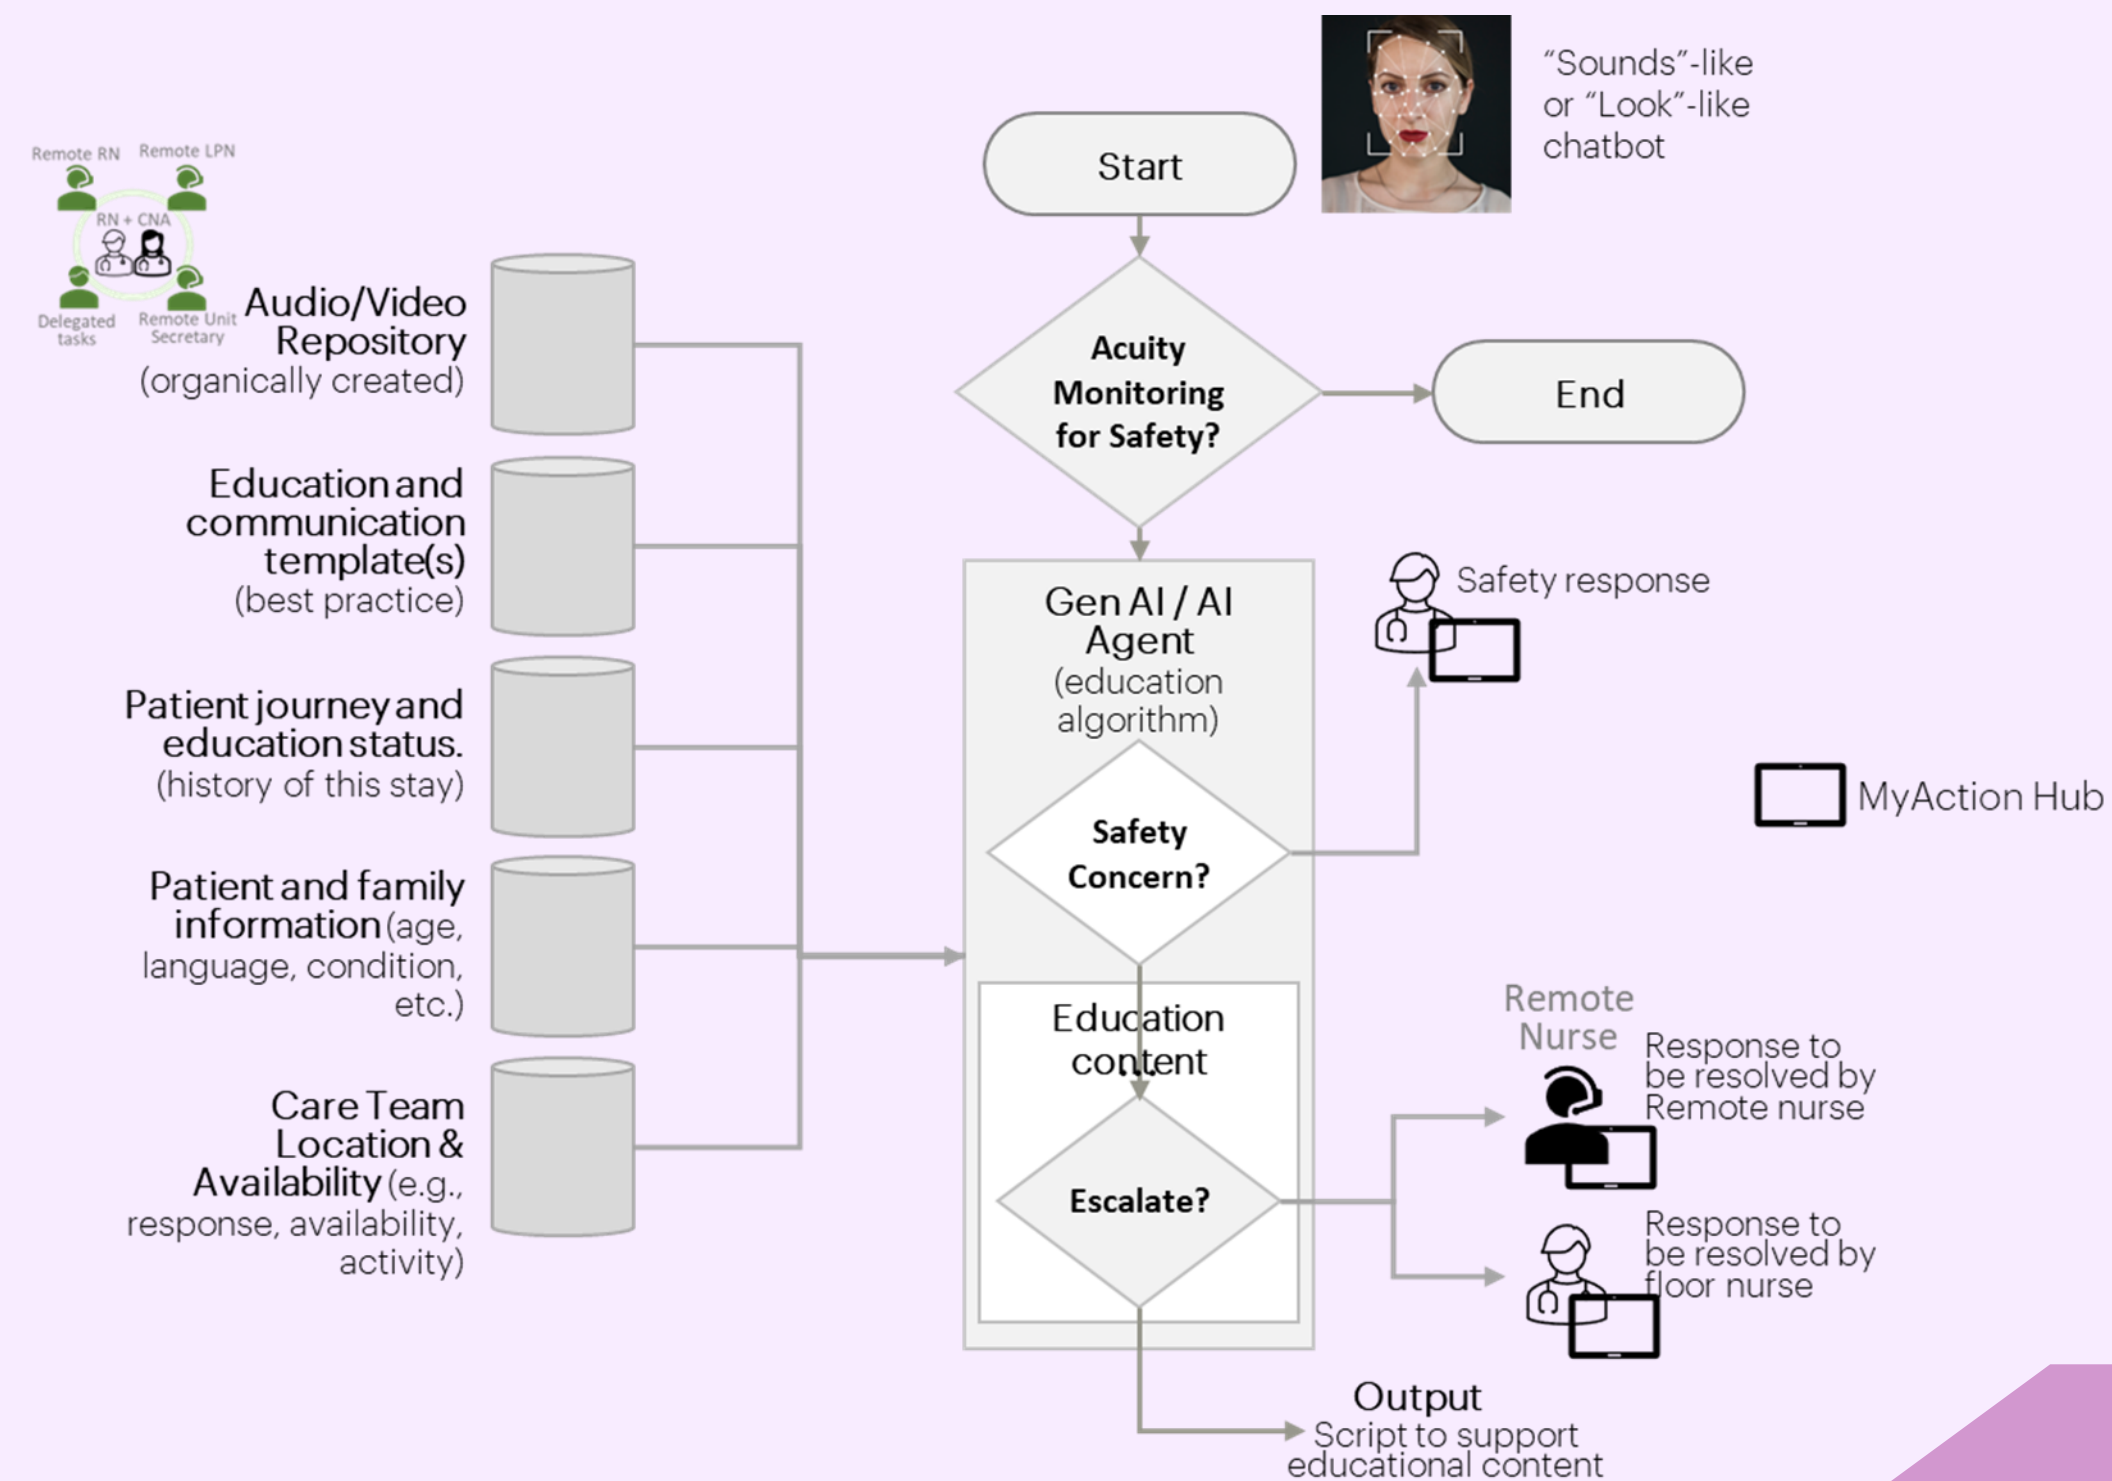 Remote RN
Remote LPN
RN + CNA
Delegated
tasks
Remote Unit
Secretary
Audio/Video
Repository
(organically created)
Education and
communication
template(s)
(best practice)
Patient journey and
education status.
(history of this stay)
Patient and family
information (age,
language, condition,
etc.)
Care Team
Location &
Availability (e.g.,
response, availability,
activity)
Start
“Sounds”-like
or “Look”-like
chatbot
Acuity
Monitoring
for Safety?
End
Gen AI / AI
Agent
(education
algorithm)
Safety response
Safety
Concern?
MyAction Hub
Education
content
...
Escalate?
Remote
Nurse
Response to
be resolved by
Remote nurse
Response to
be resolved by
floor nurse
Output
Script to support
educational content